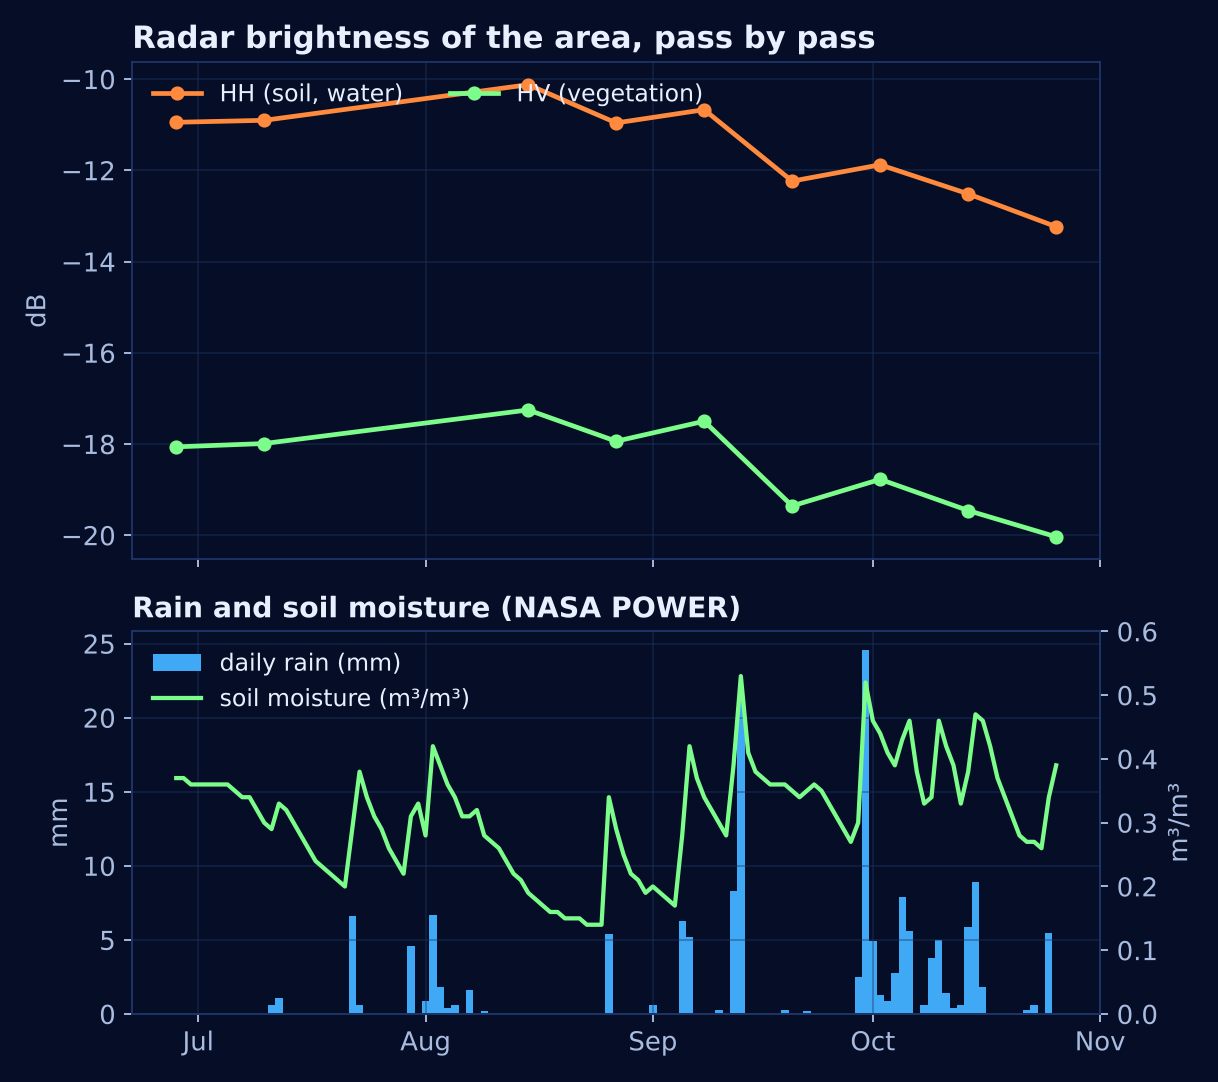 Radar brightness of the area, pass by pass
HH (soil, water) HV (vegetation)
−10
−12
−14
−16
−18
−20
dB
Rain and soil moisture (NASA POWER)
daily rain (mm)
soil moisture (m³/m³)
25
20
15
10
5
0
mm
0.6
0.5
0.4
0.3
0.2
0.1
0.0
m³/m³
Jul Aug Sep Oct Nov